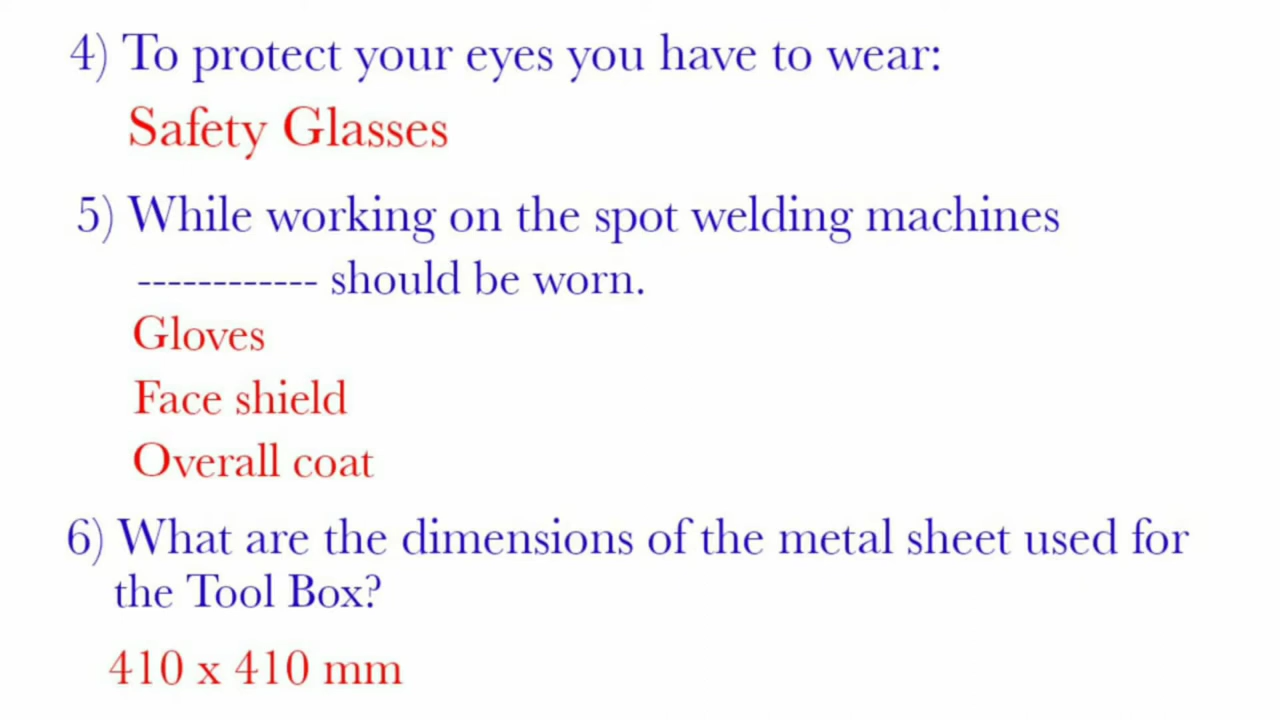 4) To protect your eyes you have to wear:
Safety Glasses
5) While working on the spot welding machines
------------ should be worn.
Gloves
Face shield
Overall coat
6) What are the dimensions of the metal sheet used for
the Tool Box?
410 x 410 mm